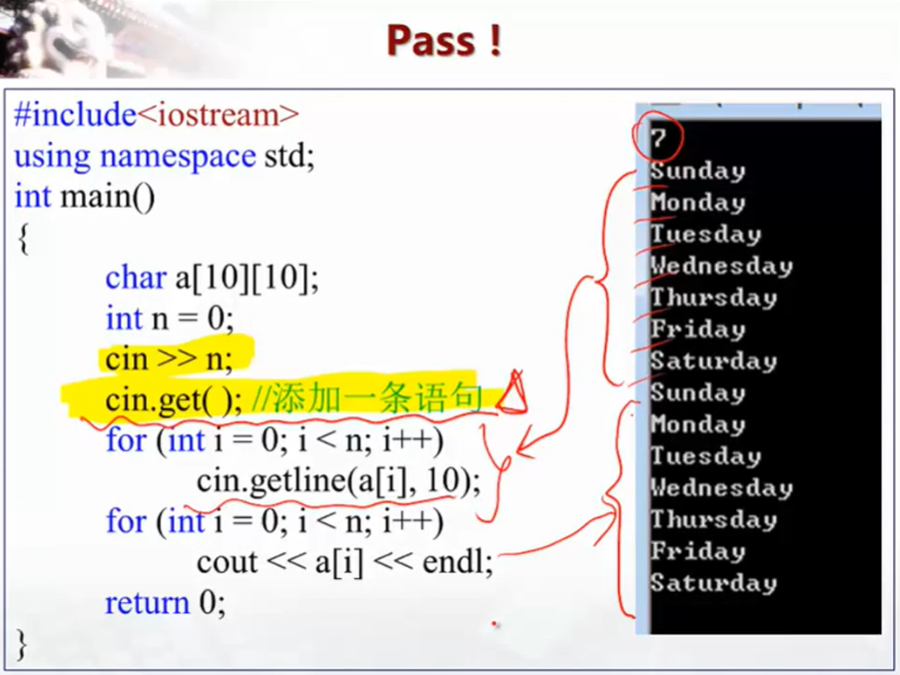 Pass !
#include<iostream>
using namespace std;
int main()
{
char a[10][10];
int n = 0;
cin >> n;
cin.get( ); //添加一条语句
for (int i = 0; i < n; i++)
cin.getline(a[i], 10);
for (int i = 0; i < n; i++)
cout << a[i] << endl;
return 0;
}
7
Sunday
Monday
Tuesday
Wednesday
Thursday
Friday
Saturday
Sunday
Monday
Tuesday
Wednesday
Thursday
Friday
Saturday